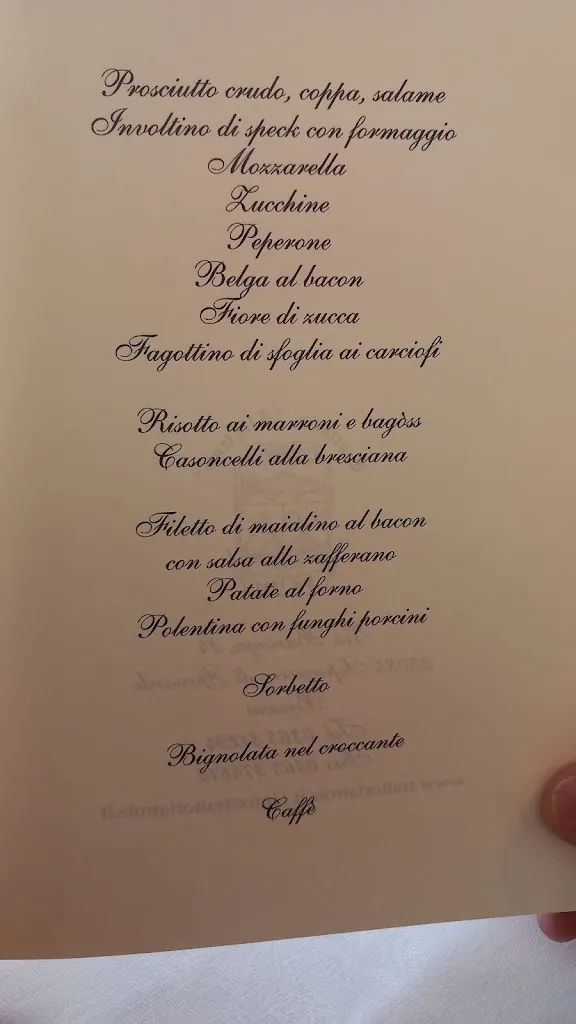 Prosciutto crudo, coppa, salame
Involtino di speck con formaggio
Mozzarella
Zucchine
Peperone
Belga al bacon
Fiore di zucca
Fagottino di sfoglia ai carciofi
Risotto ai marroni e bagòss
Casoncelli alla bresciana
Filetto di maialino al bacon
con salsa allo zafferano
Patate al forno
Polentina con funghi porcini
Sorbetto
Bignolata nel croccante
Caffè